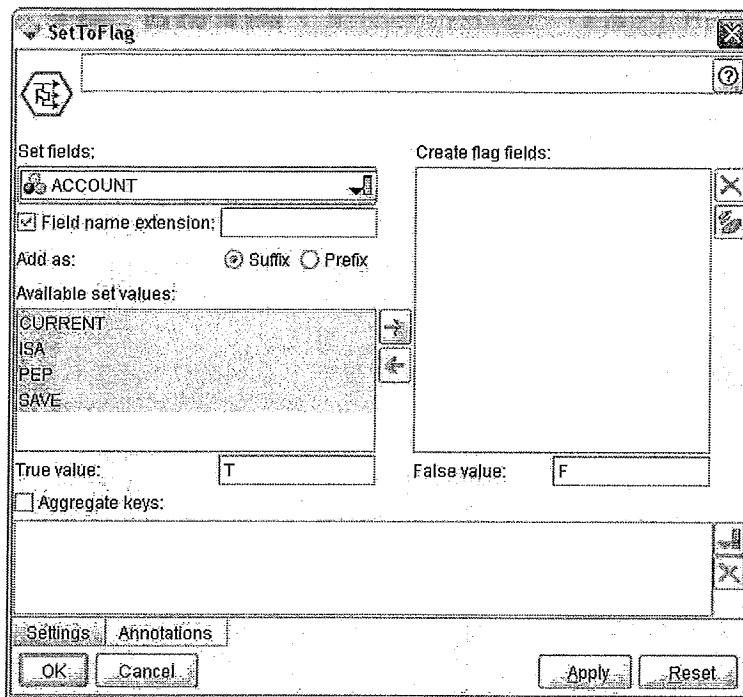 SetToFlag
?
Set fields:
Create flag fields:
ACCOUNT
Field name extension:
Add as:
Suffix
Prefix
Available set values:
CURRENT
ISA
PEP
SAVE
True value:
T
False value:
F
Aggregate keys:
Settings
Annotations
OK
Cancel
Apply
Reset